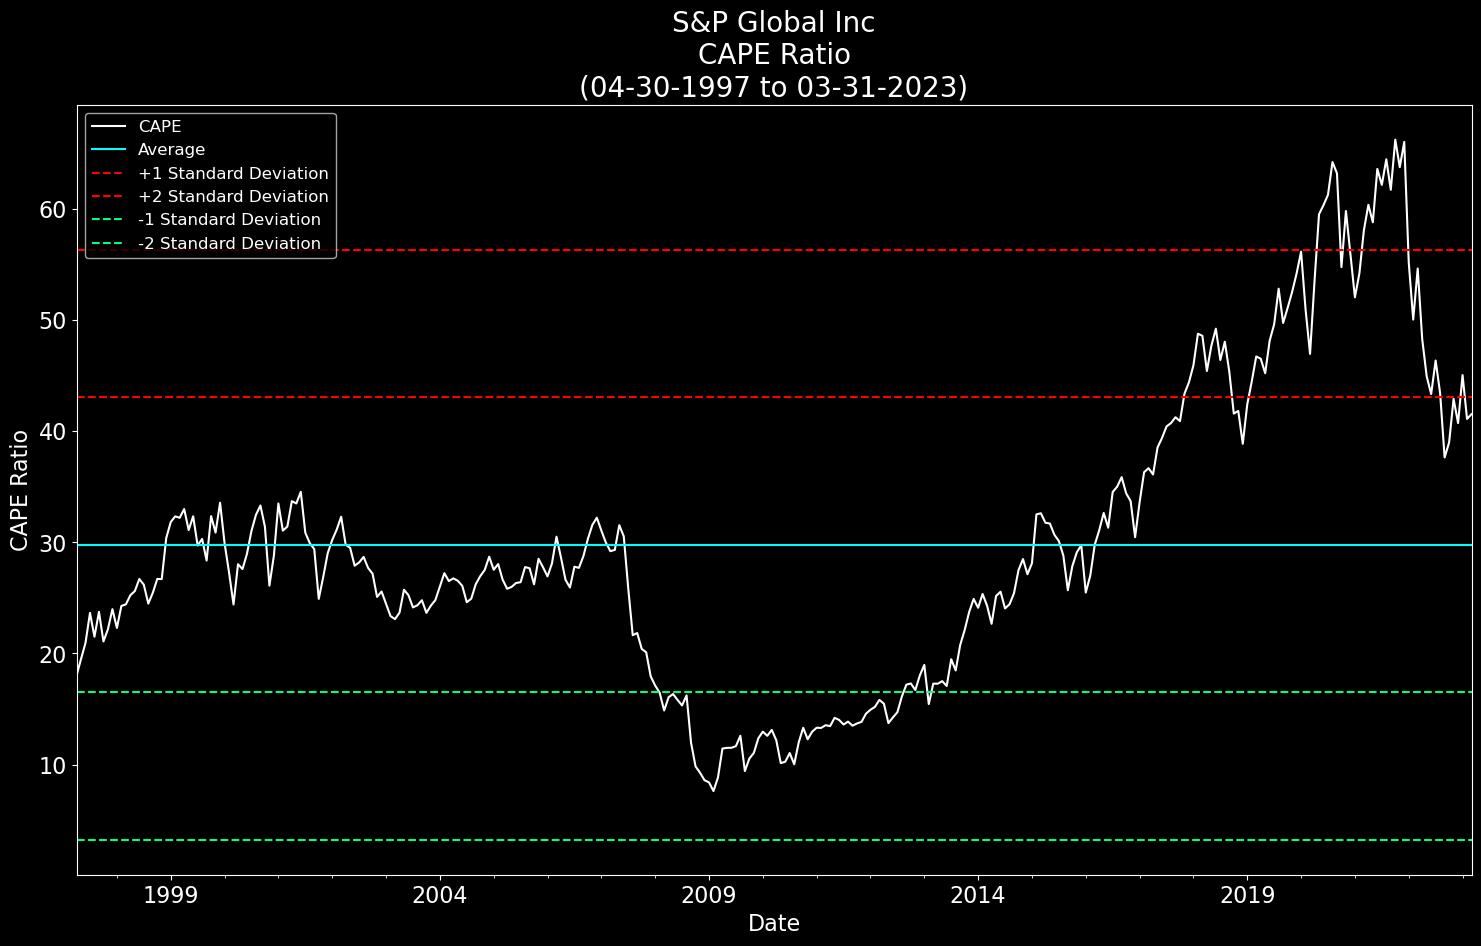 S&P Global Inc
CAPE Ratio
(04-30-1997 to 03-31-2023)
CAPE
Average
+1 Standard Deviation
+2 Standard Deviation
-1 Standard Deviation
-2 Standard Deviation
60
50
40
30
20
10
CAPE Ratio
1999
2004
2009
2014
2019
Date